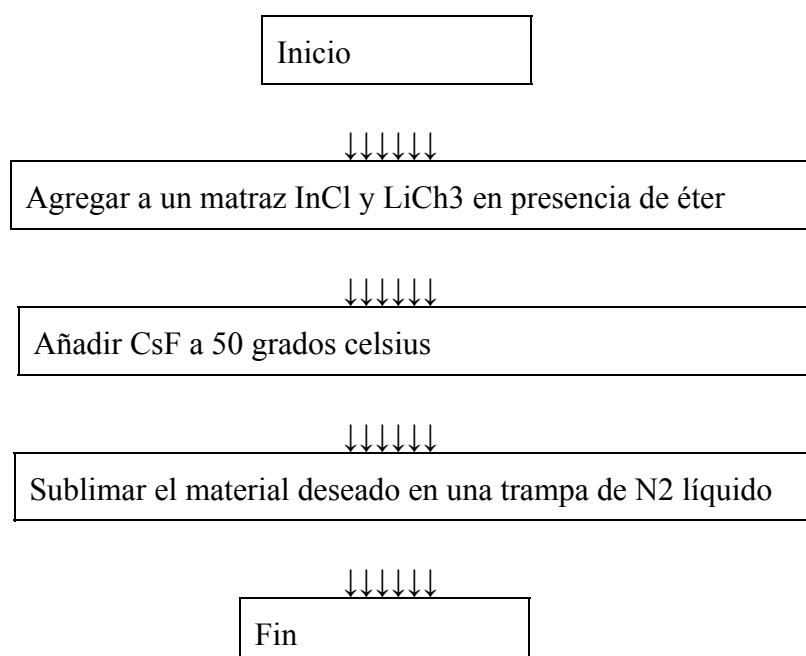 Inicio
↓↓↓↓↓↓
Agregar a un matraz InCl y LiCh3 en presencia de éter
↓↓↓↓↓↓
Añadir CsF a 50 grados celsius
↓↓↓↓↓↓
Sublimar el material deseado en una trampa de N2 líquido
↓↓↓↓↓↓
Fin